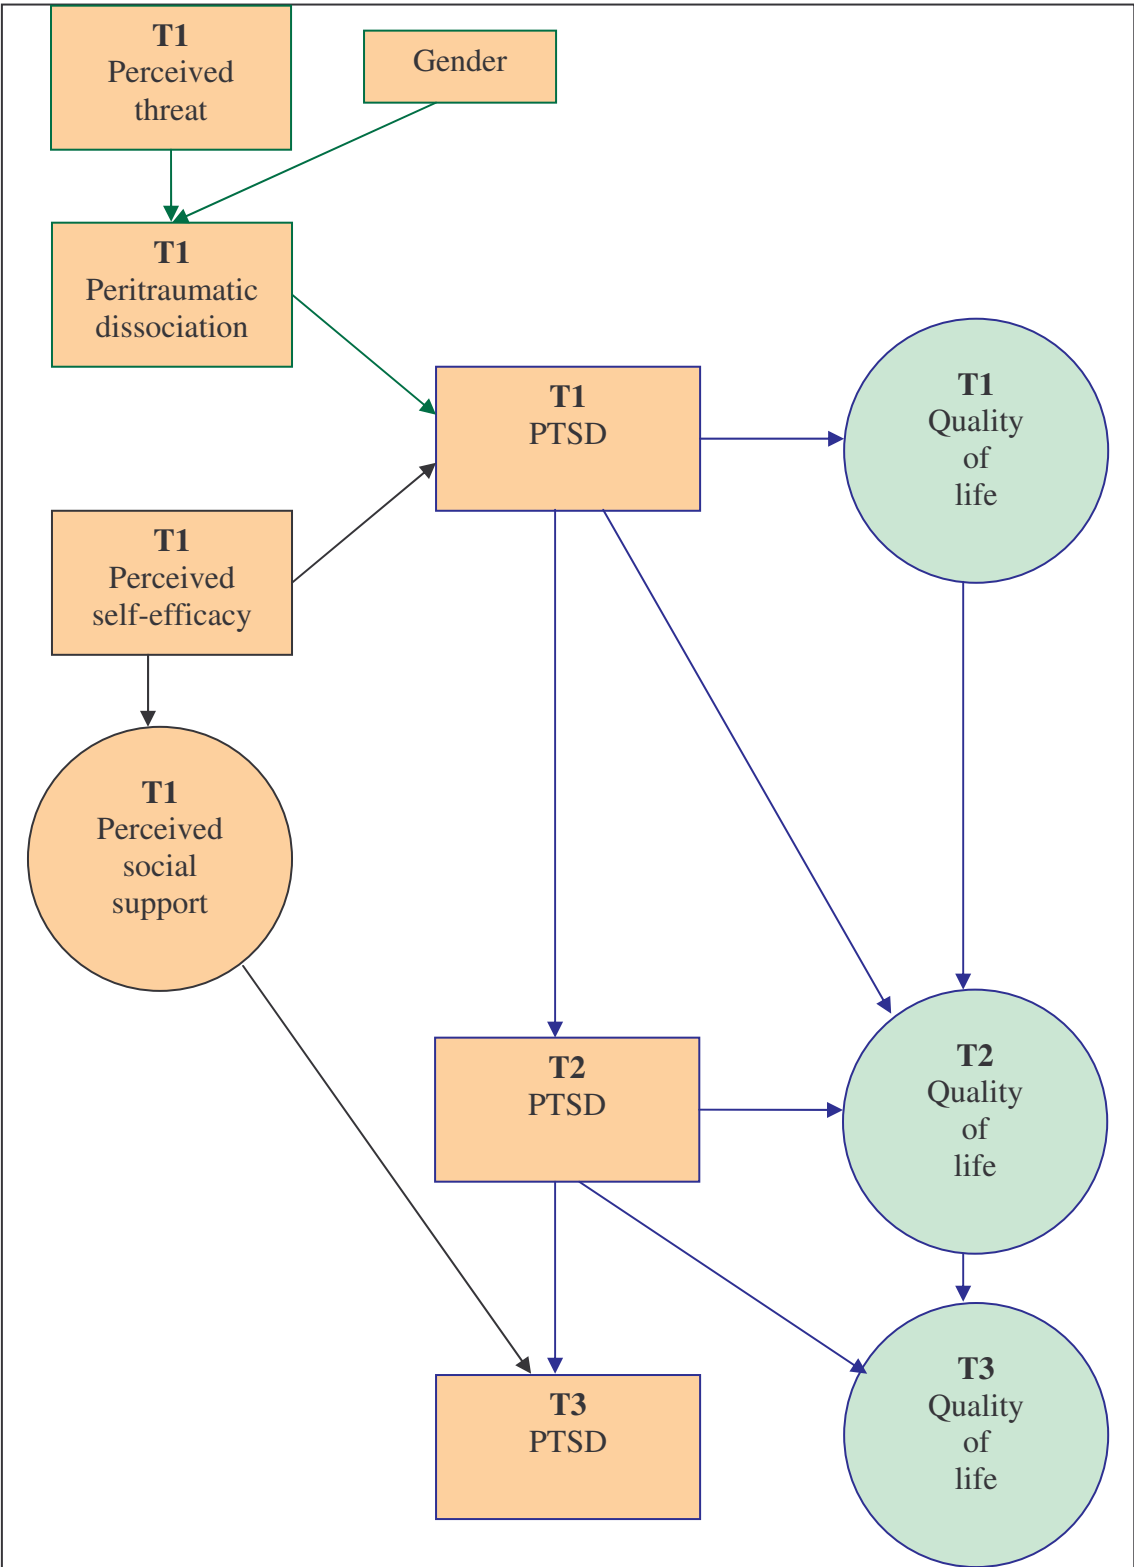 T1
Perceived
threat
Gender
T1
Peritraumatic
dissociation
T1
PTSD
T1
Quality
of
life
T1
Perceived
self-efficacy
T1
Perceived
social
support
T2
PTSD
T2
Quality
of
life
T3
PTSD
T3
Quality
of
life